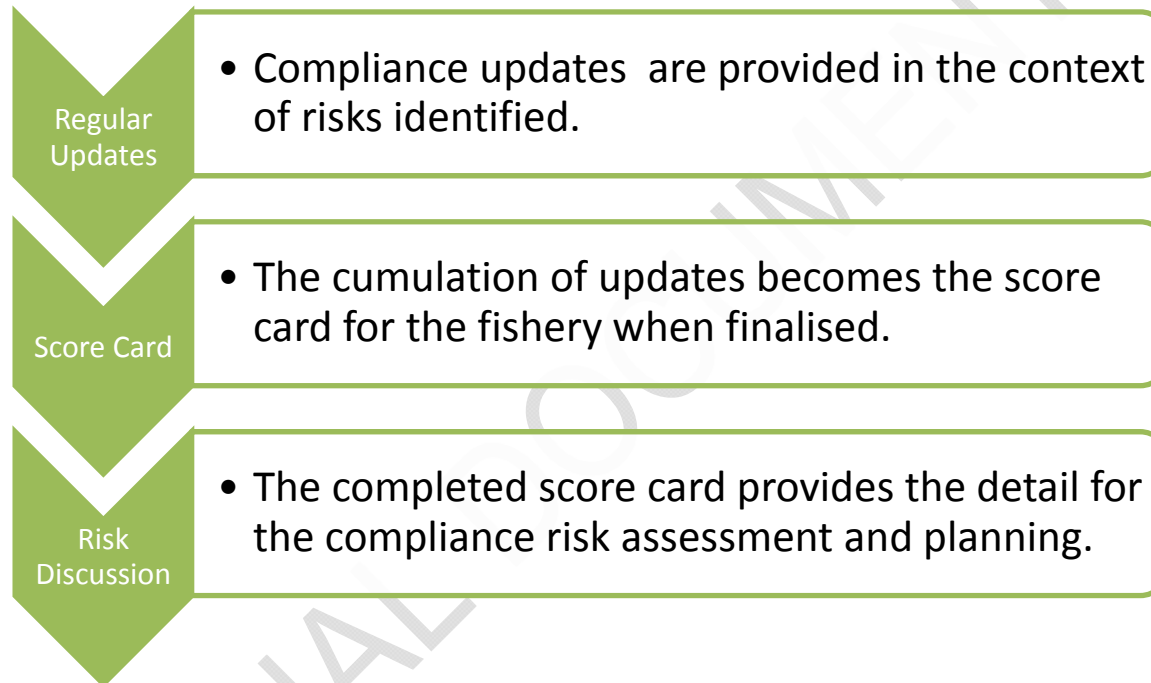 Regular
Updates
• Compliance updates  are provided in the context
of risks identified.
Score Card
• The cumulation of updates becomes the score
card for the fishery when finalised.
Risk
Discussion
• The completed score card provides the detail for
the compliance risk assessment and planning.